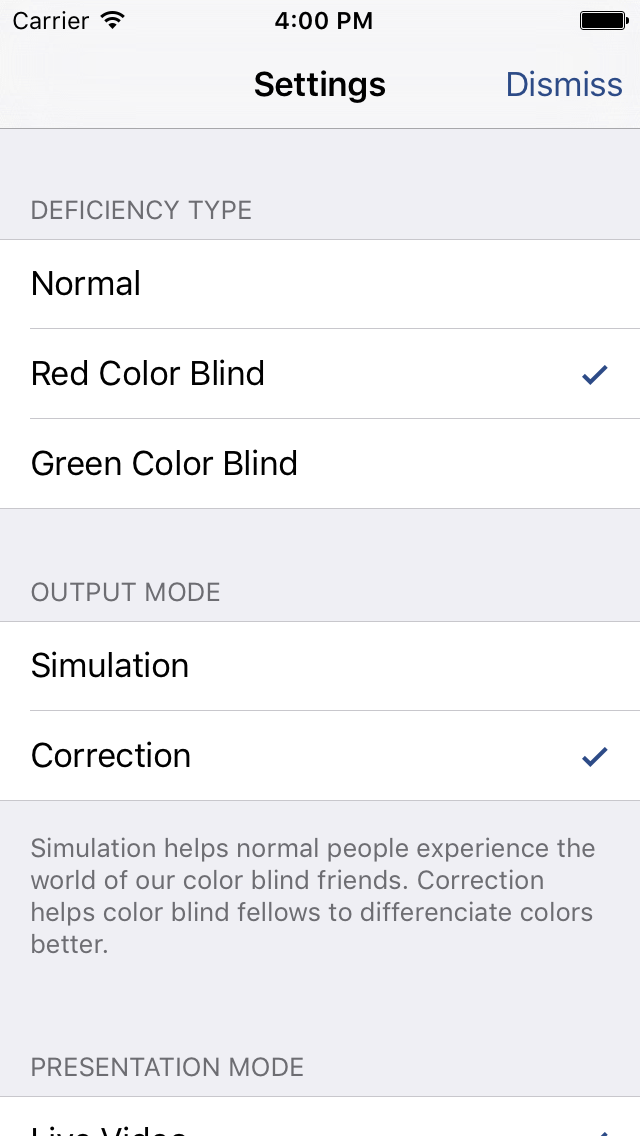 Carrier 4:00 PM
Settings Dismiss
DEFICIENCY TYPE
Normal
Red Color Blind
Green Color Blind
OUTPUT MODE
Simulation
Correction
Simulation helps normal people experience the
world of our color blind friends. Correction
helps color blind fellows to differenciate colors
better.
PRESENTATION MODE
Live Video